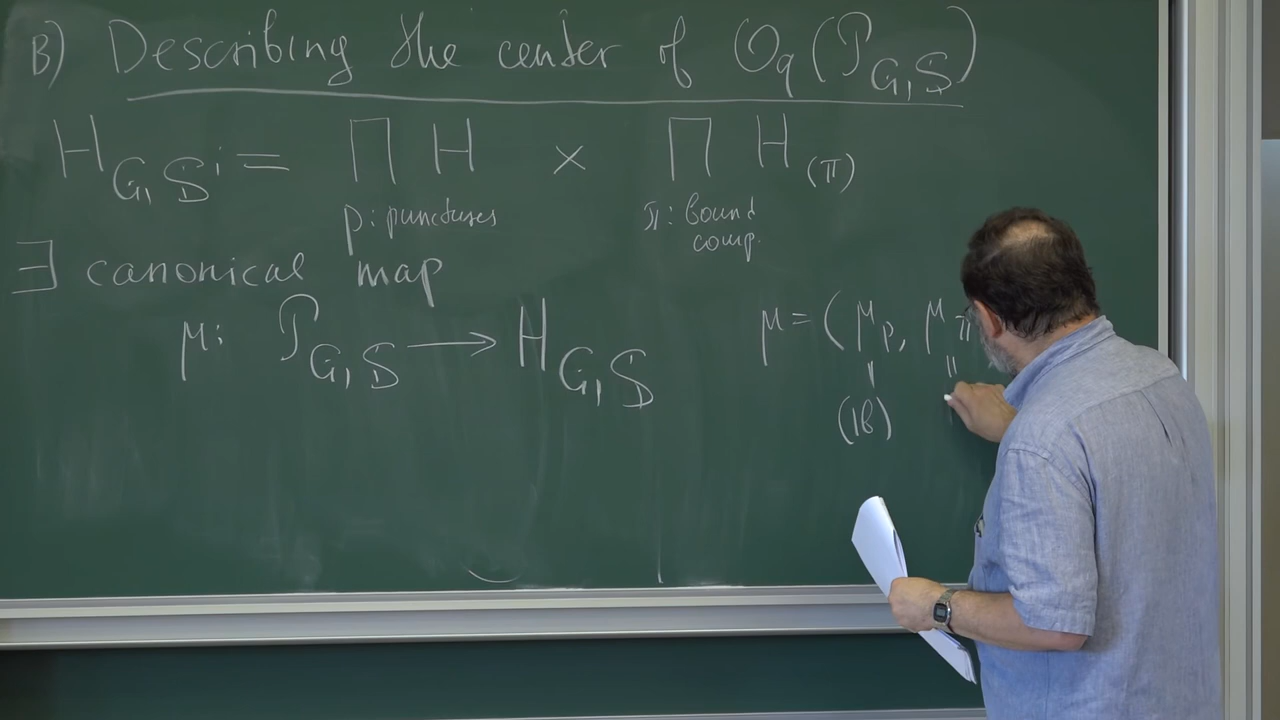 B) Describing the center of O_q(P_{G,S})
H_{G,S} := ∏ H × ∏ H_(π)
p: punctures π: bound comp.
∃ canonical map
μ: P_{G,S} → H_{G,S} μ = (μ_p, μ_π
|| ||
(1B)